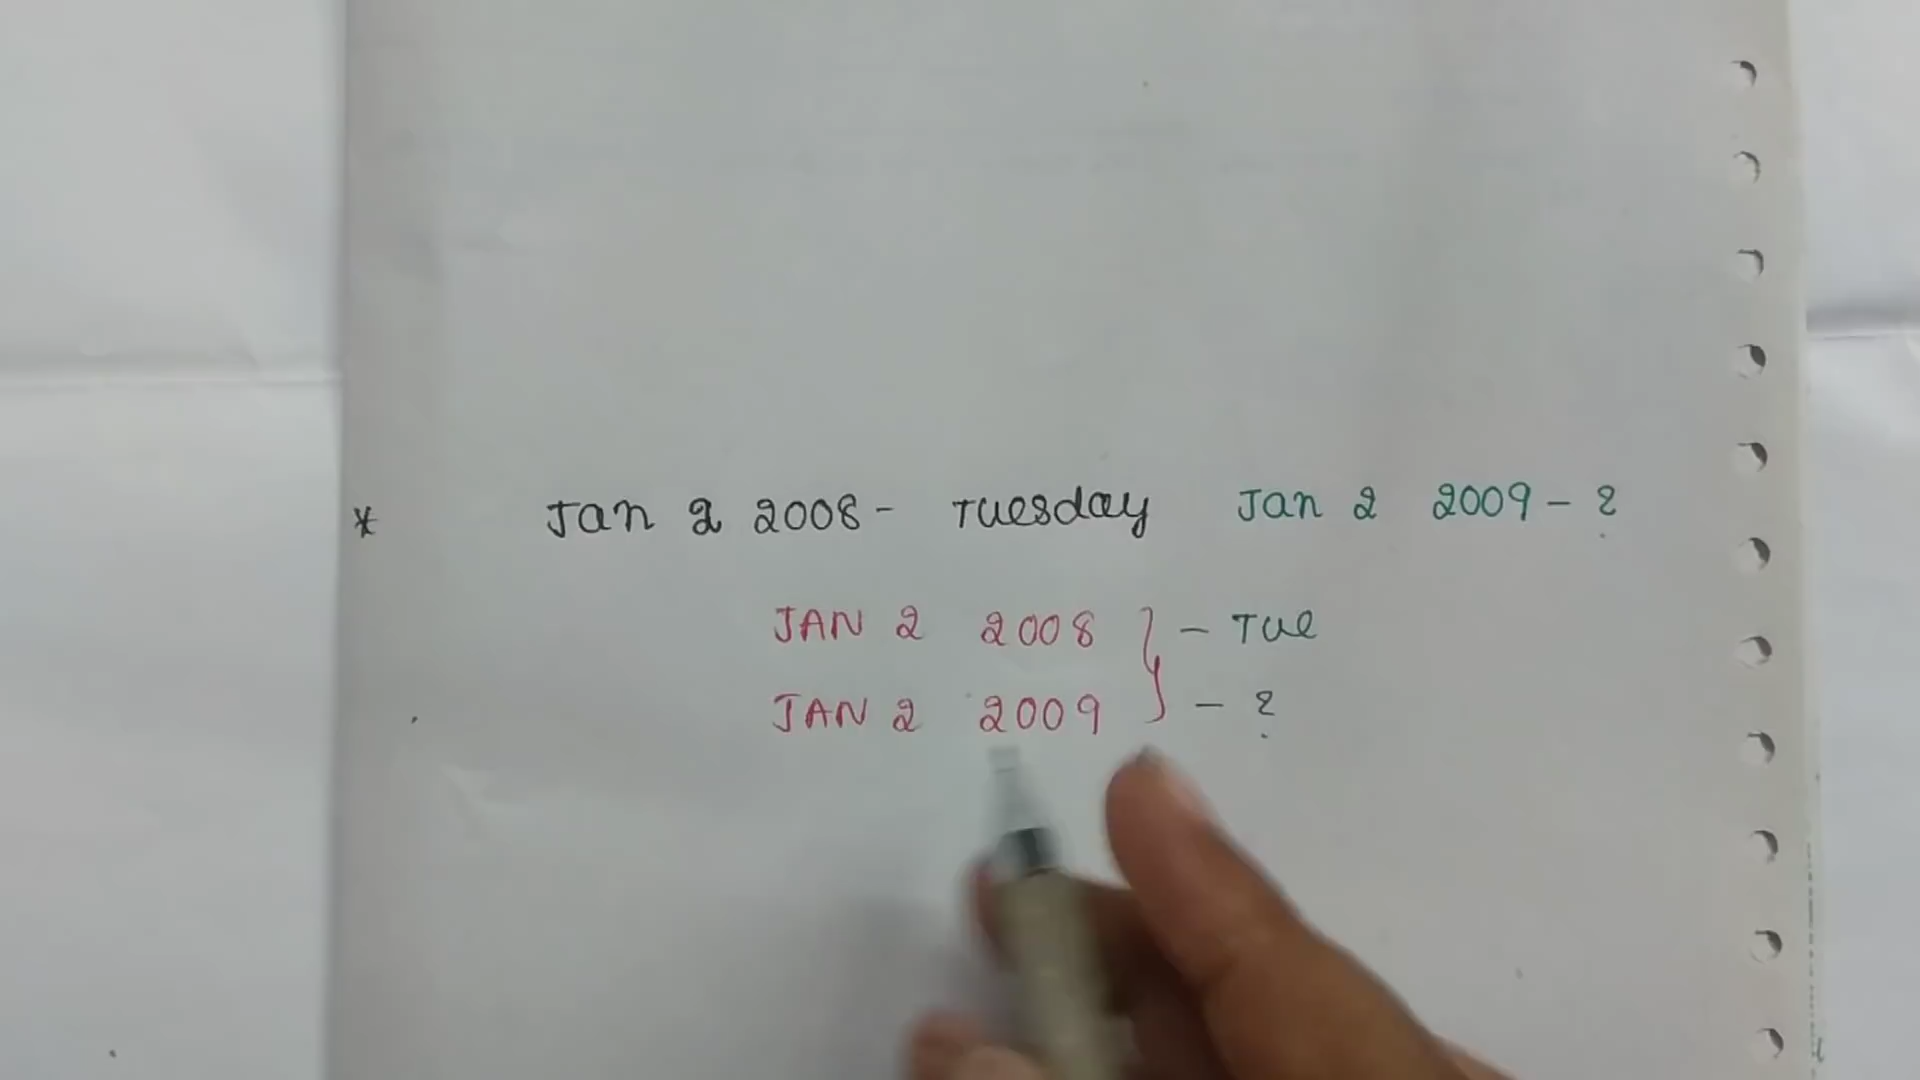 * Jan 2 2008 - Tuesday Jan 2 2009 - ?
JAN 2 2008 } - Tue
JAN 2 2009 - ?